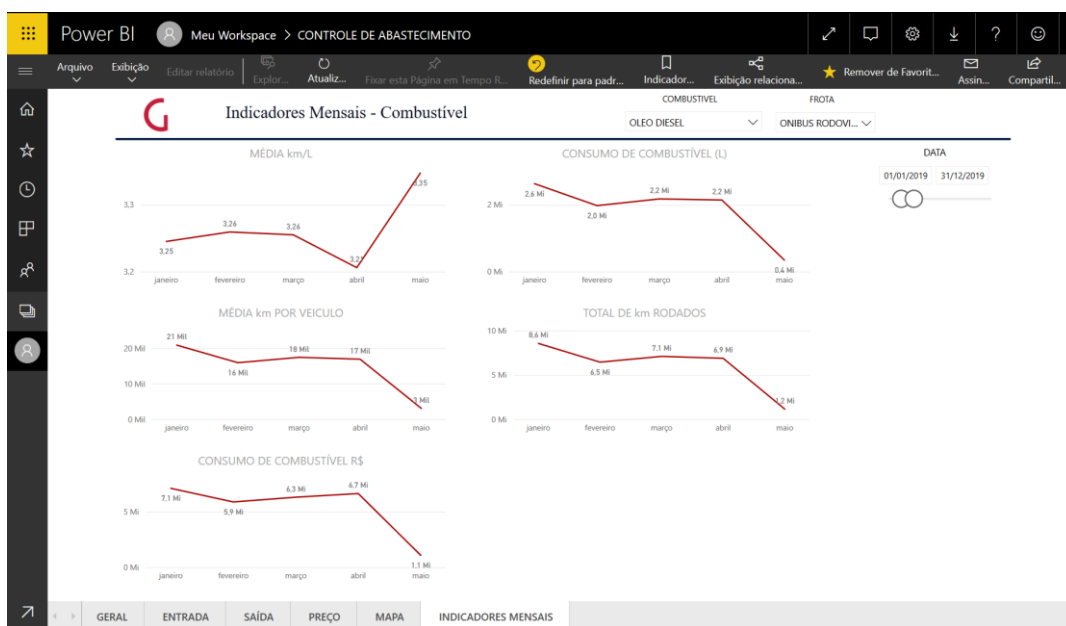 Power BI Meu Workspace > CONTROLE DE ABASTECIMENTO ?
Arquivo Exibição Editar relatório Explor... Atualiz... Fixar esta Página em Tempo R... Redefinir para padr... Indicador... Exibição relaciona... Remover de Favorit... Assin... Compartil...
G Indicadores Mensais - Combustível
COMBUSTIVEL FROTA
OLEO DIESEL ONIBUS RODOVI...
DATA
01/01/2019 31/12/2019
MÉDIA km/L
3,3
3,2
3,25 3,26 3,26 3,21 3,35
janeiro fevereiro março abril maio
CONSUMO DE COMBUSTÍVEL (L)
2 Mi
0 Mi
2,6 Mi 2,0 Mi 2,2 Mi 2,2 Mi 0,4 Mi
janeiro fevereiro março abril maio
MÉDIA km POR VEICULO
20 Mil
10 Mil
0 Mil
21 Mil 16 Mil 18 Mil 17 Mil 3 Mil
janeiro fevereiro março abril maio
TOTAL DE km RODADOS
10 Mi
5 Mi
0 Mi
8,6 Mi 6,5 Mi 7,1 Mi 6,9 Mi 1,2 Mi
janeiro fevereiro março abril maio
CONSUMO DE COMBUSTÍVEL R$
5 Mi
0 Mi
7,1 Mi 5,9 Mi 6,3 Mi 6,7 Mi 1,1 Mi
janeiro fevereiro março abril maio
GERAL ENTRADA SAÍDA PREÇO MAPA INDICADORES MENSAIS